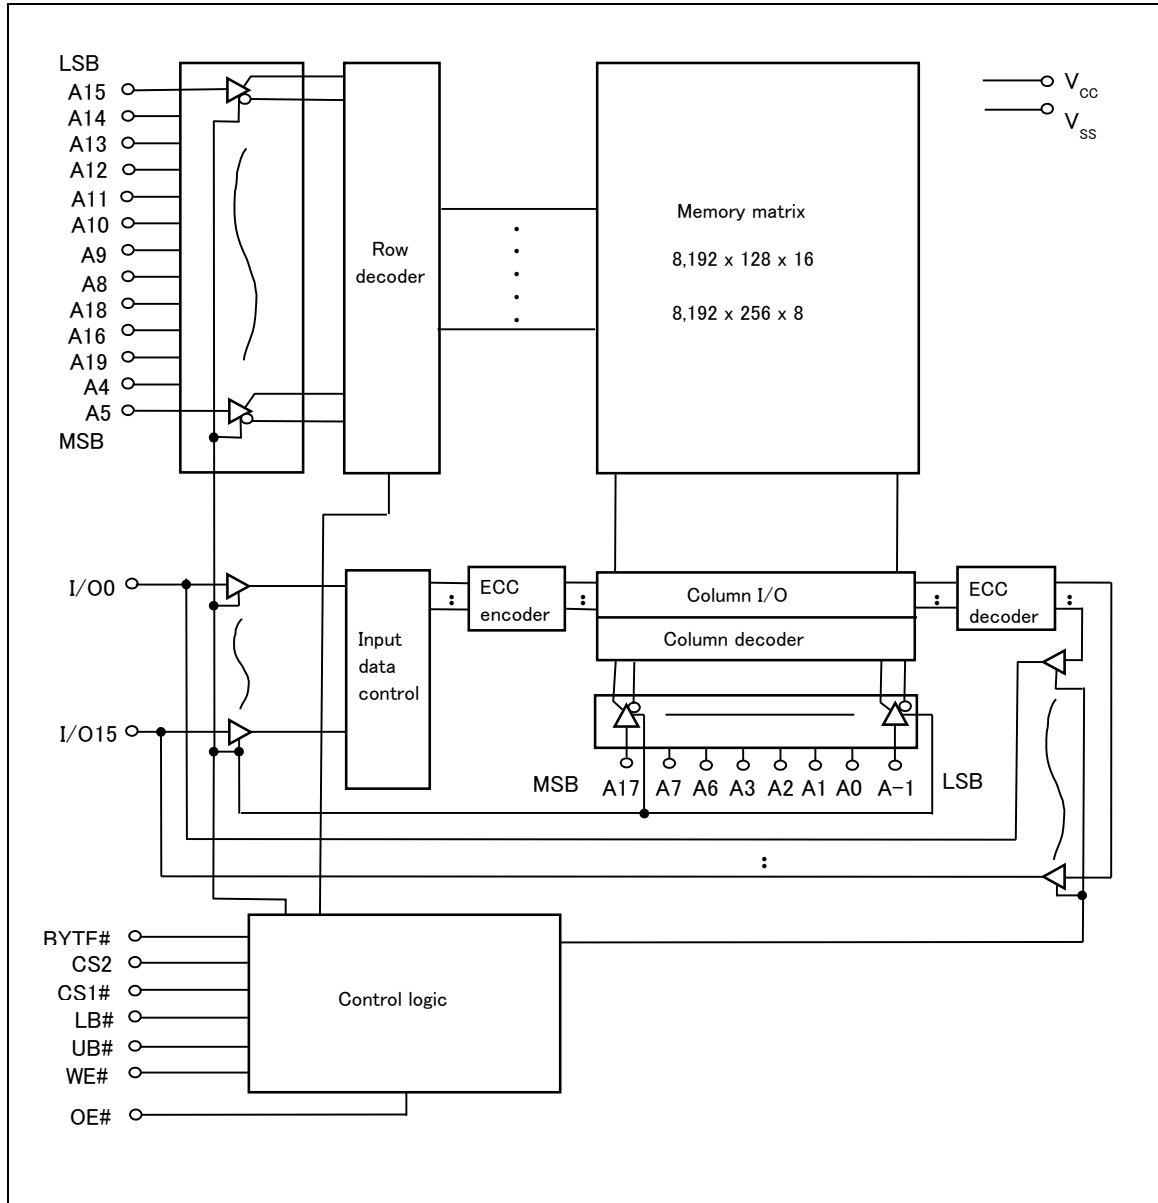 LSB
A15
A14
A13
A12
A11
A10
A9
A8
A18
A16
A19
A4
A5
MSB
Row
decoder
Memory matrix
8,192 x 128 x 16
8,192 x 256 x 8
VCC
VSS
I/O0
I/O15
Input
data
control
ECC
encoder
Column I/O
Column decoder
ECC
decoder
MSB A17 A7 A6 A3 A2 A1 A0 A-1 LSB
BYTE#
CS2
CS1#
LB#
UB#
WE#
OE#
Control logic